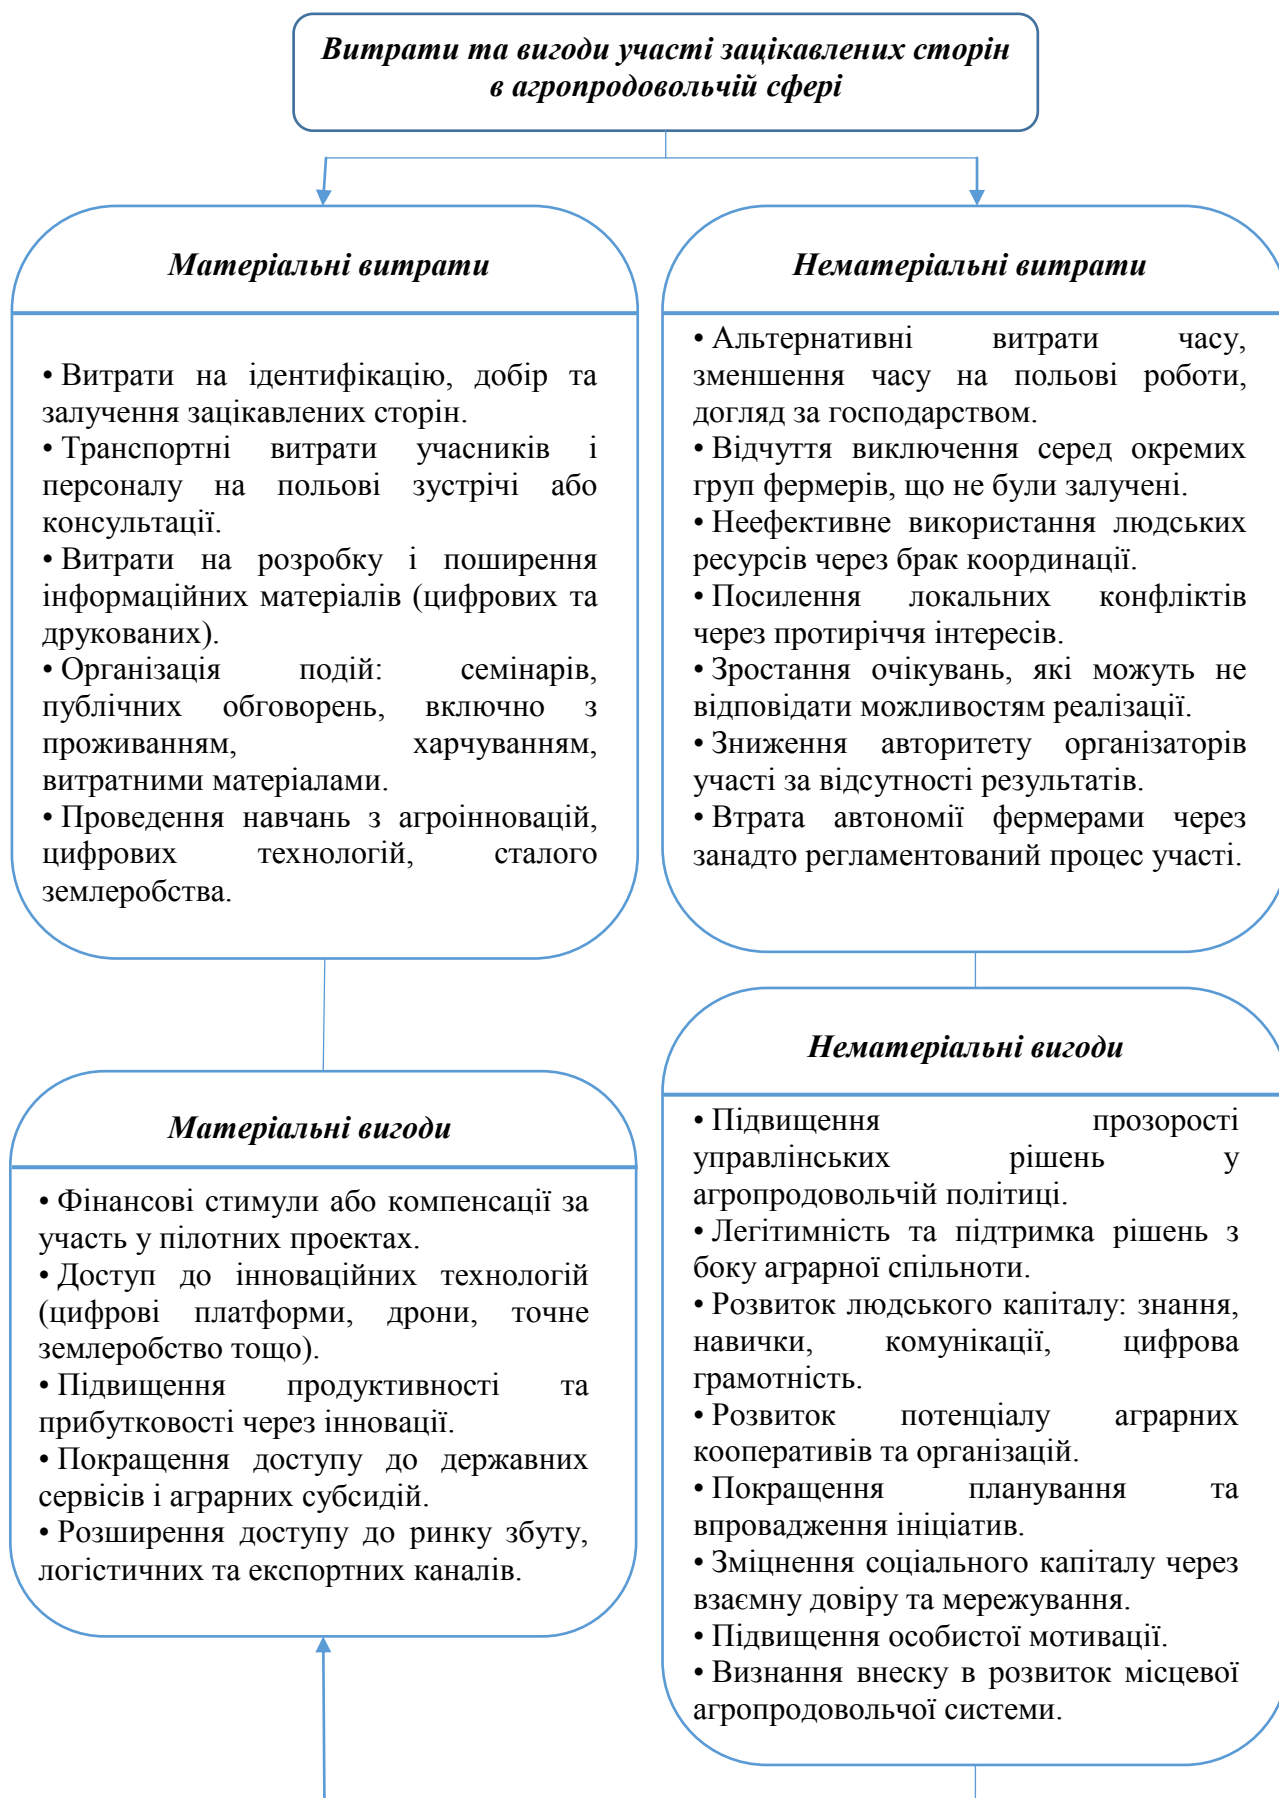 Витрати та вигоди участі зацікавлених сторін
в агропродовольчій сфері
Матеріальні витрати
• Витрати на ідентифікацію, добір та
залучення зацікавлених сторін.
• Транспортні витрати учасників і
персоналу на польові зустрічі або
консультації.
• Витрати на розробку і поширення
інформаційних матеріалів (цифрових та
друкованих).
• Організація подій: семінарів,
публічних обговорень, включно з
проживанням, харчуванням,
витратними матеріалами.
• Проведення навчань з агроінновацій,
цифрових технологій, сталого
землеробства.
Нематеріальні витрати
• Альтернативні витрати часу,
зменшення часу на польові роботи,
догляд за господарством.
• Відчуття виключення серед окремих
груп фермерів, що не були залучені.
• Неефективне використання людських
ресурсів через брак координації.
• Посилення локальних конфліктів
через протиріччя інтересів.
• Зростання очікувань, які можуть не
відповідати можливостям реалізації.
• Зниження авторитету організаторів
участі за відсутності результатів.
• Втрата автономії фермерами через
занадто регламентований процес участі.
Матеріальні вигоди
• Фінансові стимули або компенсації за
участь у пілотних проектах.
• Доступ до інноваційних технологій
(цифрові платформи, дрони, точне
землеробство тощо).
• Підвищення продуктивності та
прибутковості через інновації.
• Покращення доступу до державних
сервісів і аграрних субсидій.
• Розширення доступу до ринку збуту,
логістичних та експортних каналів.
Нематеріальні вигоди
• Підвищення прозорості
управлінських рішень у
агропродовольчій політиці.
• Легітимність та підтримка рішень з
боку аграрної спільноти.
• Розвиток людського капіталу: знання,
навички, комунікації, цифрова
грамотність.
• Розвиток потенціалу аграрних
кооперативів та організацій.
• Покращення планування та
впровадження ініціатив.
• Зміцнення соціального капіталу через
взаємну довіру та мережування.
• Підвищення особистої мотивації.
• Визнання внеску в розвиток місцевої
агропродовольчої системи.